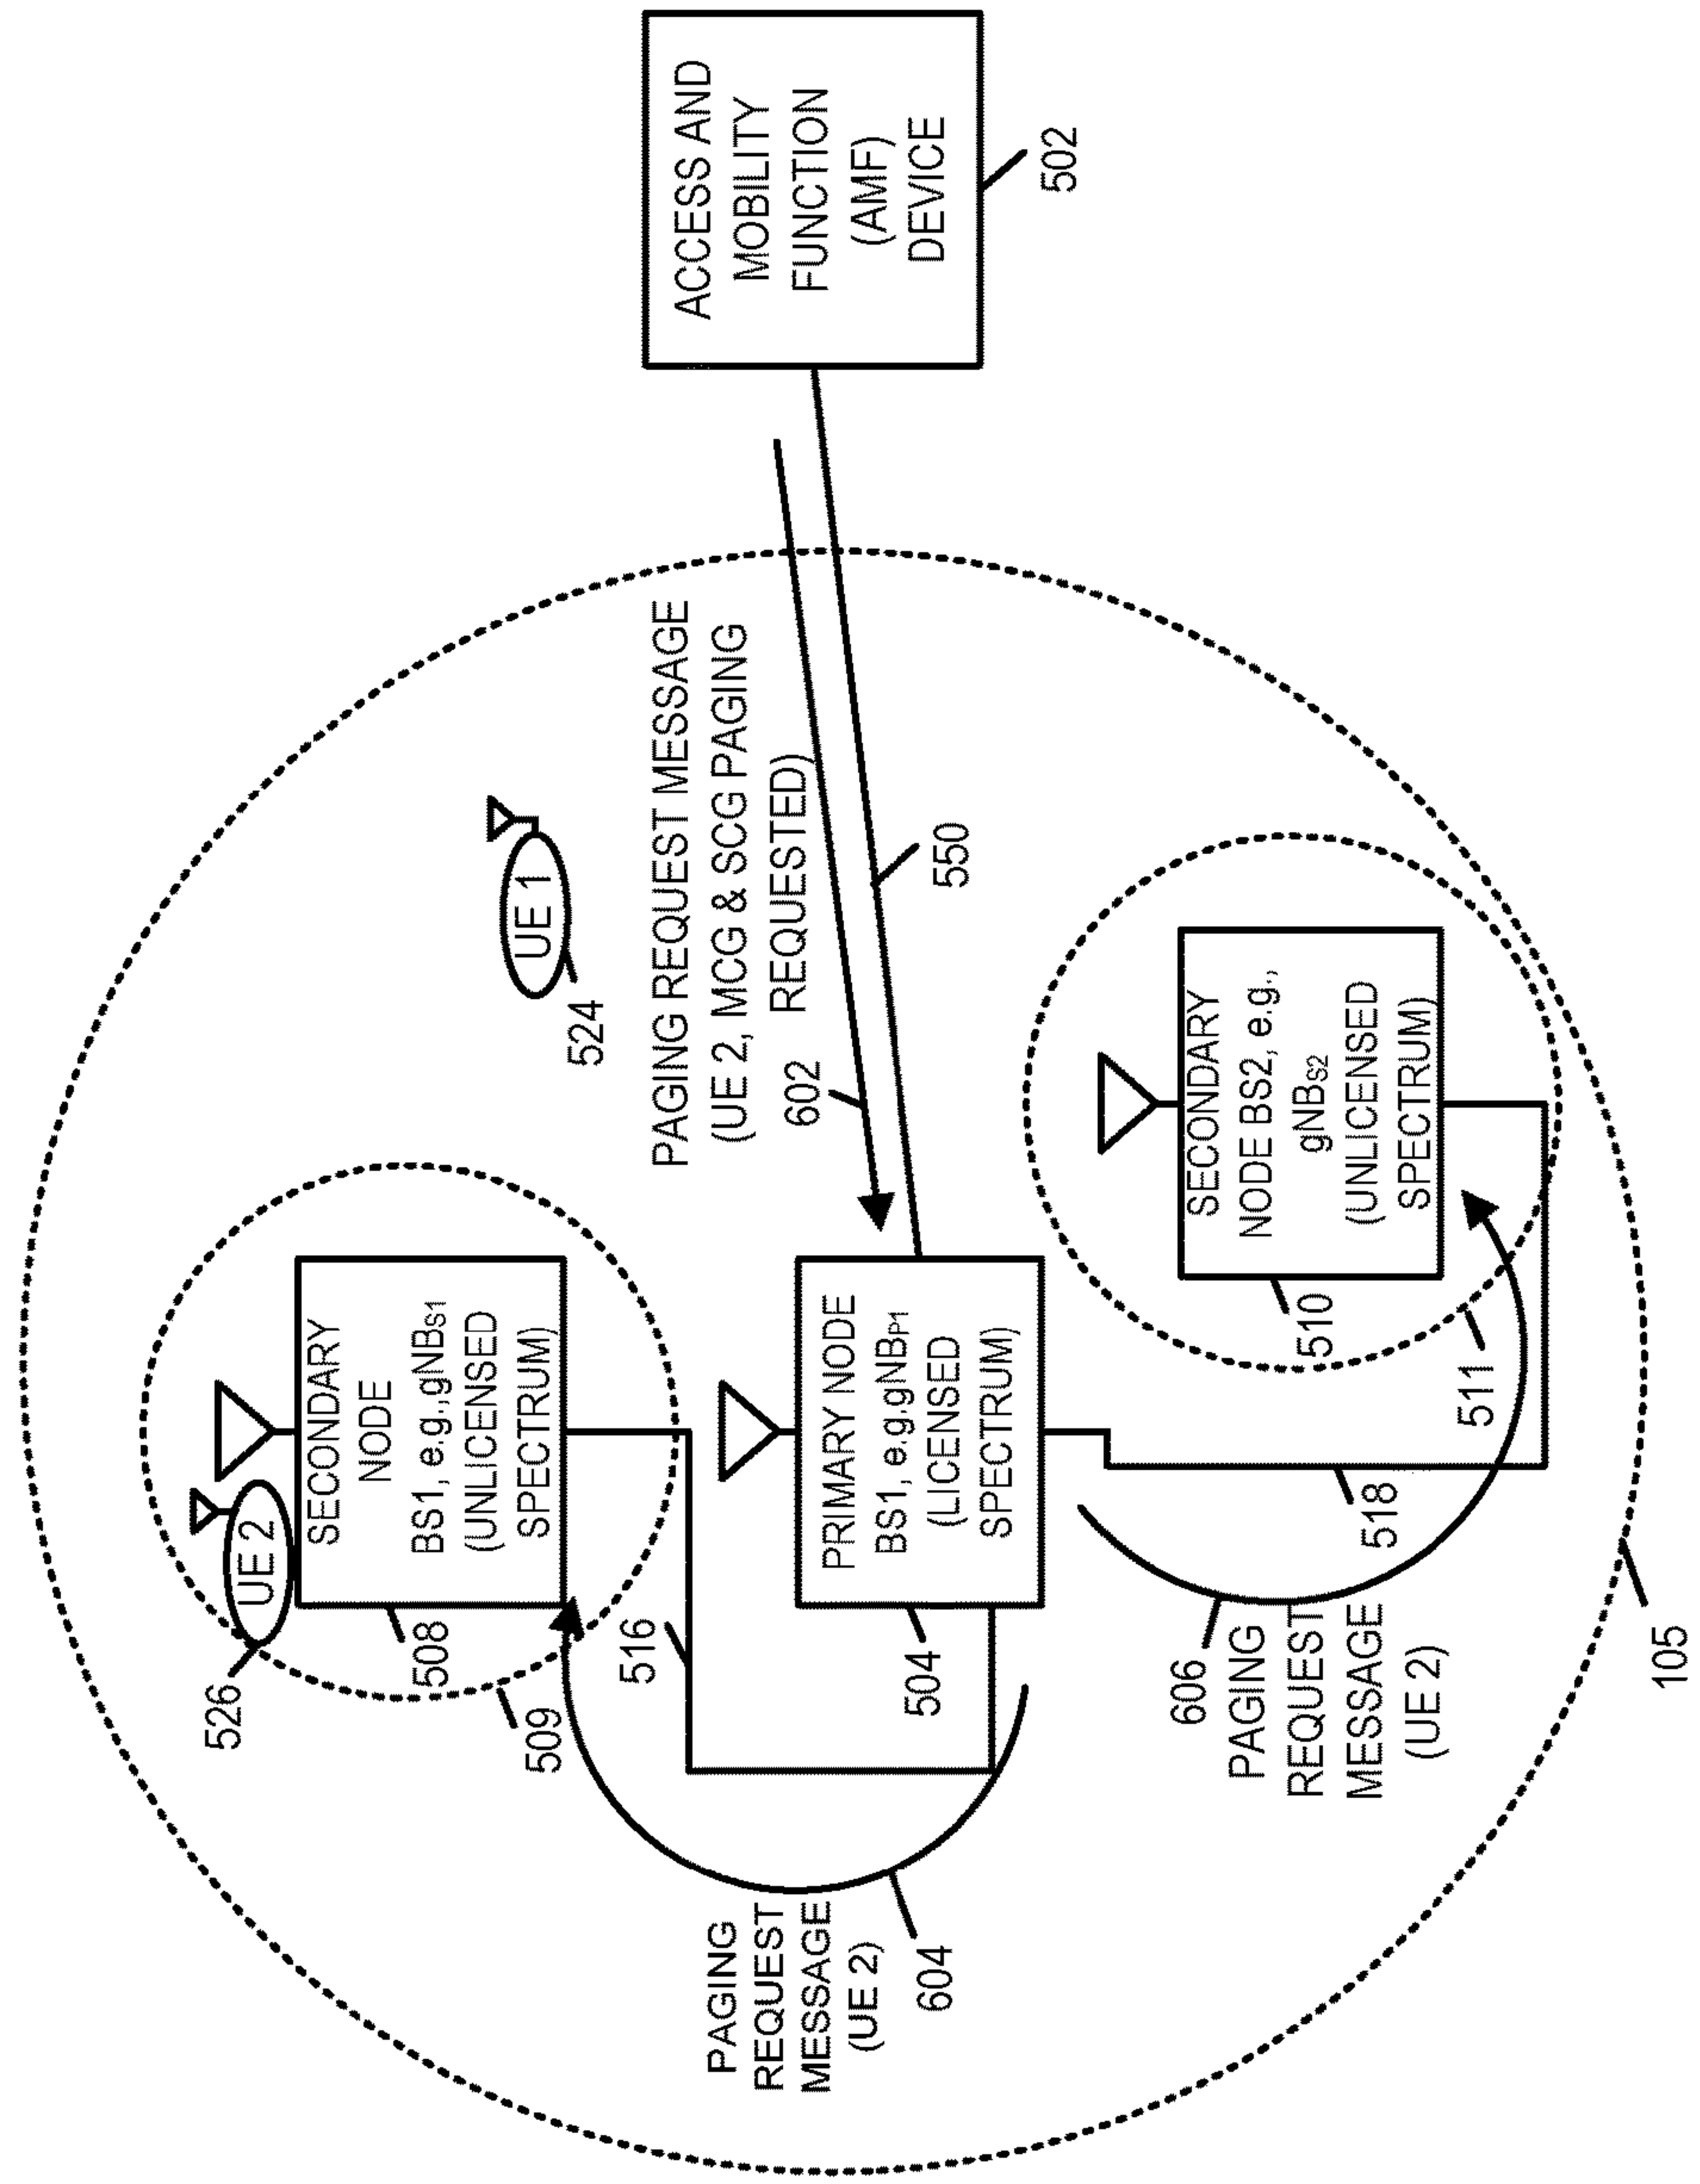 526
UE 2
SECONDARY
NODE
BS1, e.g.,gNBS1
(UNLICENSED
SPECTRUM)
508
509
UE 1
524
516
PAGING
REQUEST
MESSAGE
(UE 2)
604
PRIMARY NODE
BS1, e.g,gNBP1
(LICENSED
SPECTRUM)
504
PAGING REQUEST MESSAGE
(UE 2, MCG & SCG PAGING
REQUESTED)
602
550
ACCESS AND
MOBILITY
FUNCTION
(AMF)
DEVICE
502
606
PAGING
REQUEST
MESSAGE
(UE 2)
518
511
510
SECONDARY
NODE BS2, e.g.,
gNBS2
(UNLICENSED
SPECTRUM)
105